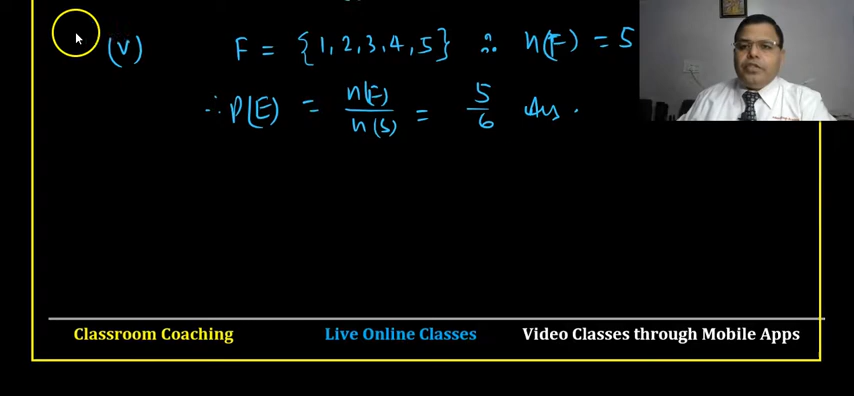 (v) F = {1, 2, 3, 4, 5} ∴ n(F) = 5
∴ P(E) = n(F)/n(S) = 5/6 Ans.
Classroom Coaching Live Online Classes Video Classes through Mobile Apps